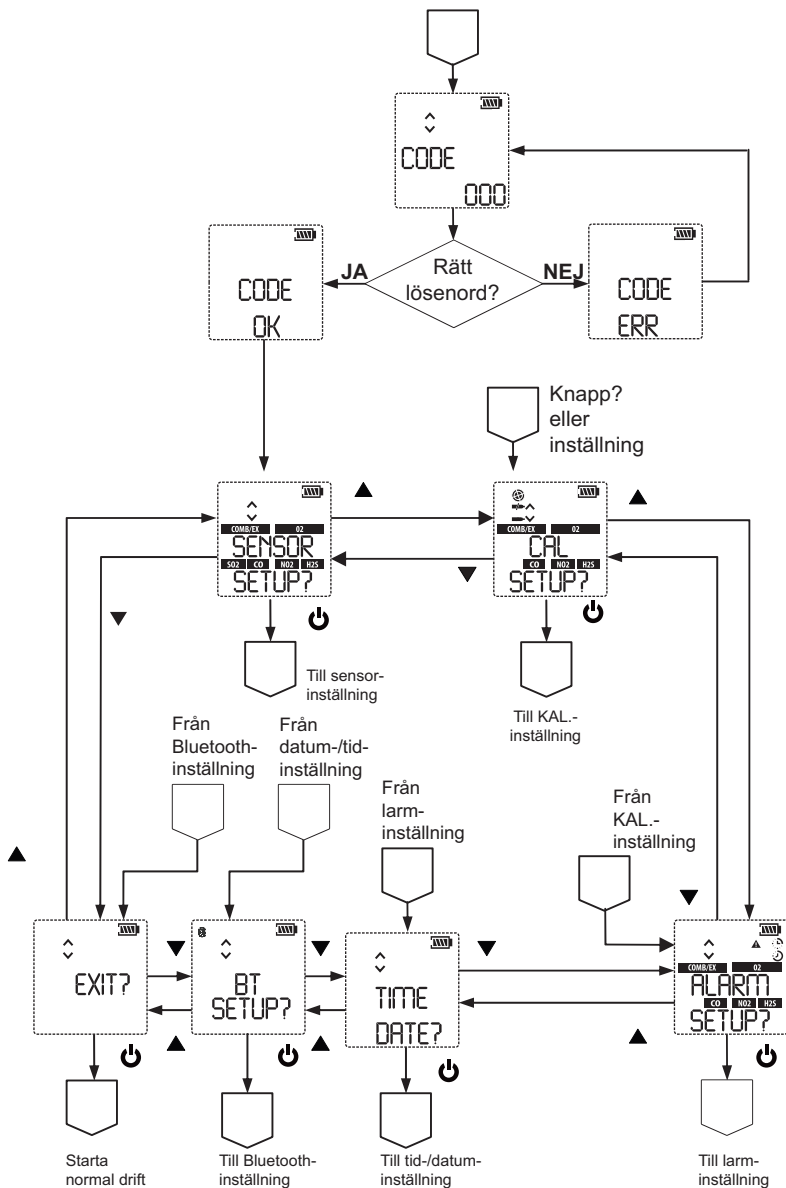 CODE
000
Rätt
lösenord?
JA
NEJ
CODE
OK
CODE
ERR
Knapp?
eller
inställning
COMB/EX O2
SENSOR
SO2 CO NO2 H2S
SETUP?
COMB/EX O2
CAL
CO NO2 H2S
SETUP?
Till sensor-
inställning
Till KAL.-
inställning
Från
Bluetooth-
inställning
Från
datum-/tid-
inställning
Från
larm-
inställning
Från
KAL.-
inställning
EXIT?
BT
SETUP?
TIME
DATE?
COMB/EX O2
ALARM
CO NO2 H2S
SETUP?
Starta
normal drift
Till Bluetooth-
inställning
Till tid-/datum-
inställning
Till larm-
inställning